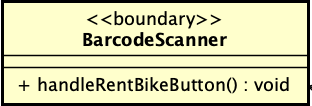 <<boundary>>
BarcodeScanner
+ handleRentBikeButton() : void